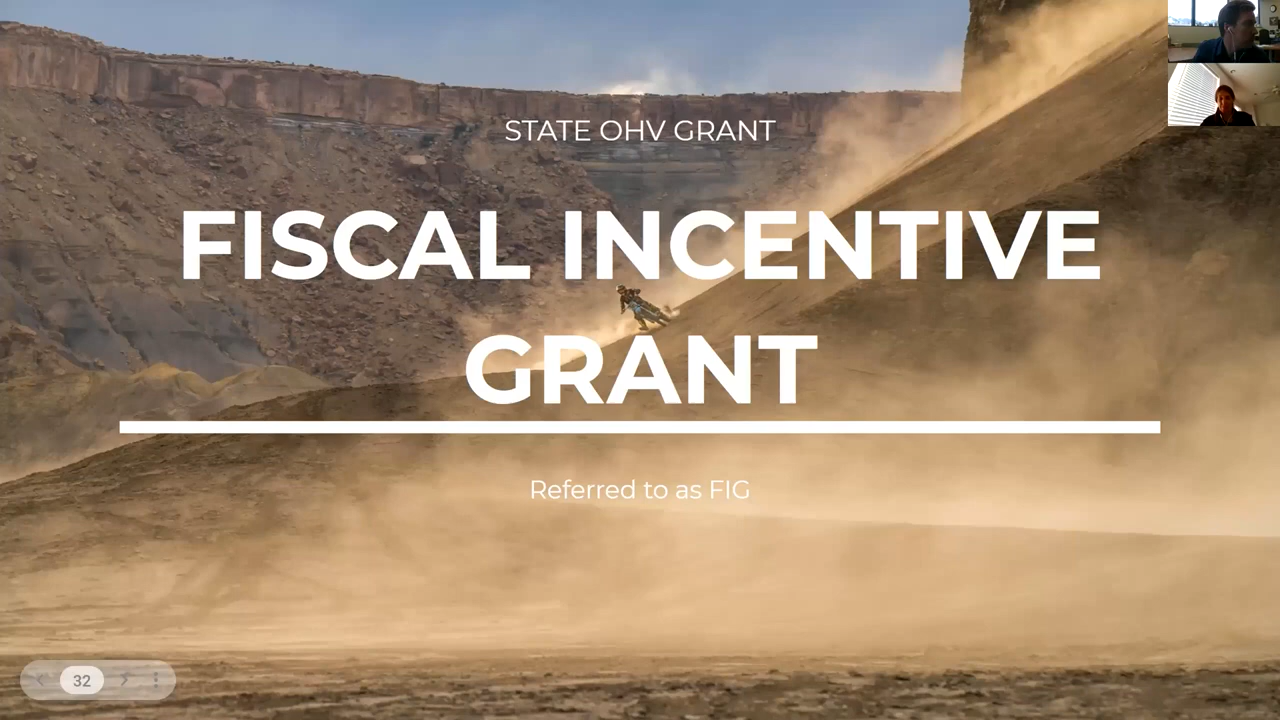 STATE OHV GRANT
FISCAL INCENTIVE
GRANT
Referred to as FIG
32